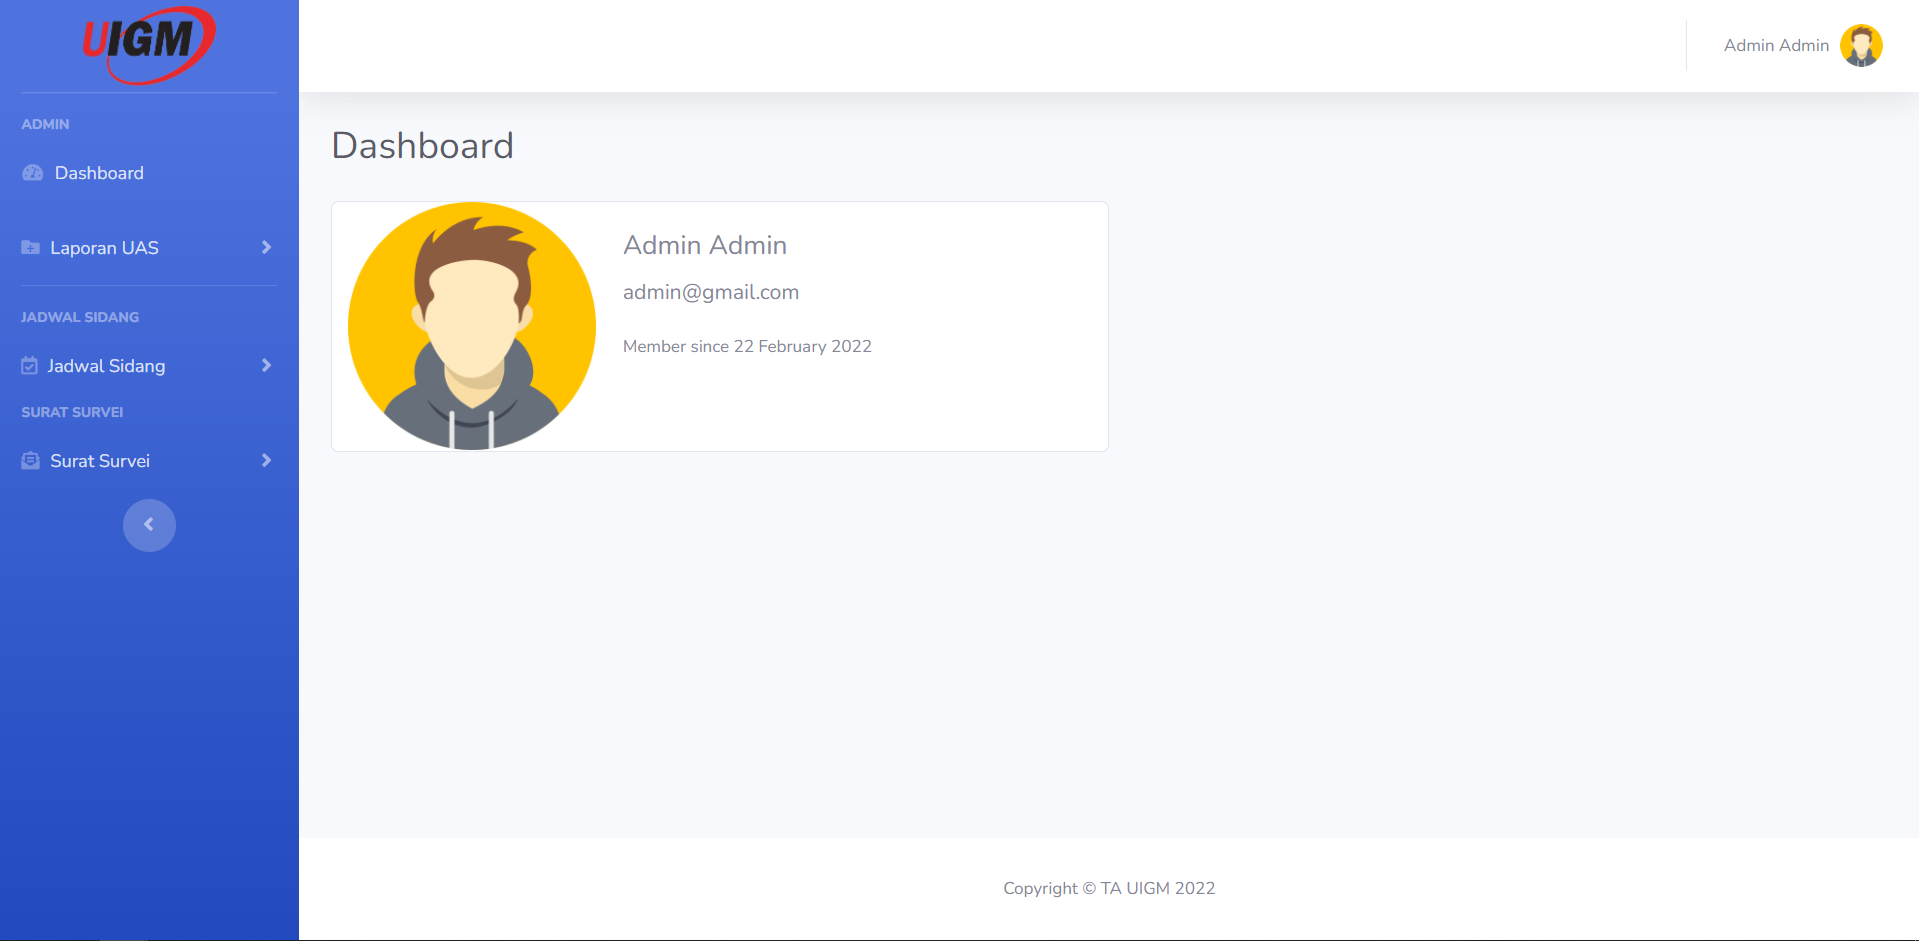 UIGM
ADMIN
Dashboard
Laporan UAS
JADWAL SIDANG
Jadwal Sidang
SURAT SURVEI
Surat Survei
Admin Admin
Dashboard
Admin Admin
admin@gmail.com
Member since 22 February 2022
Copyright © TA UIGM 2022